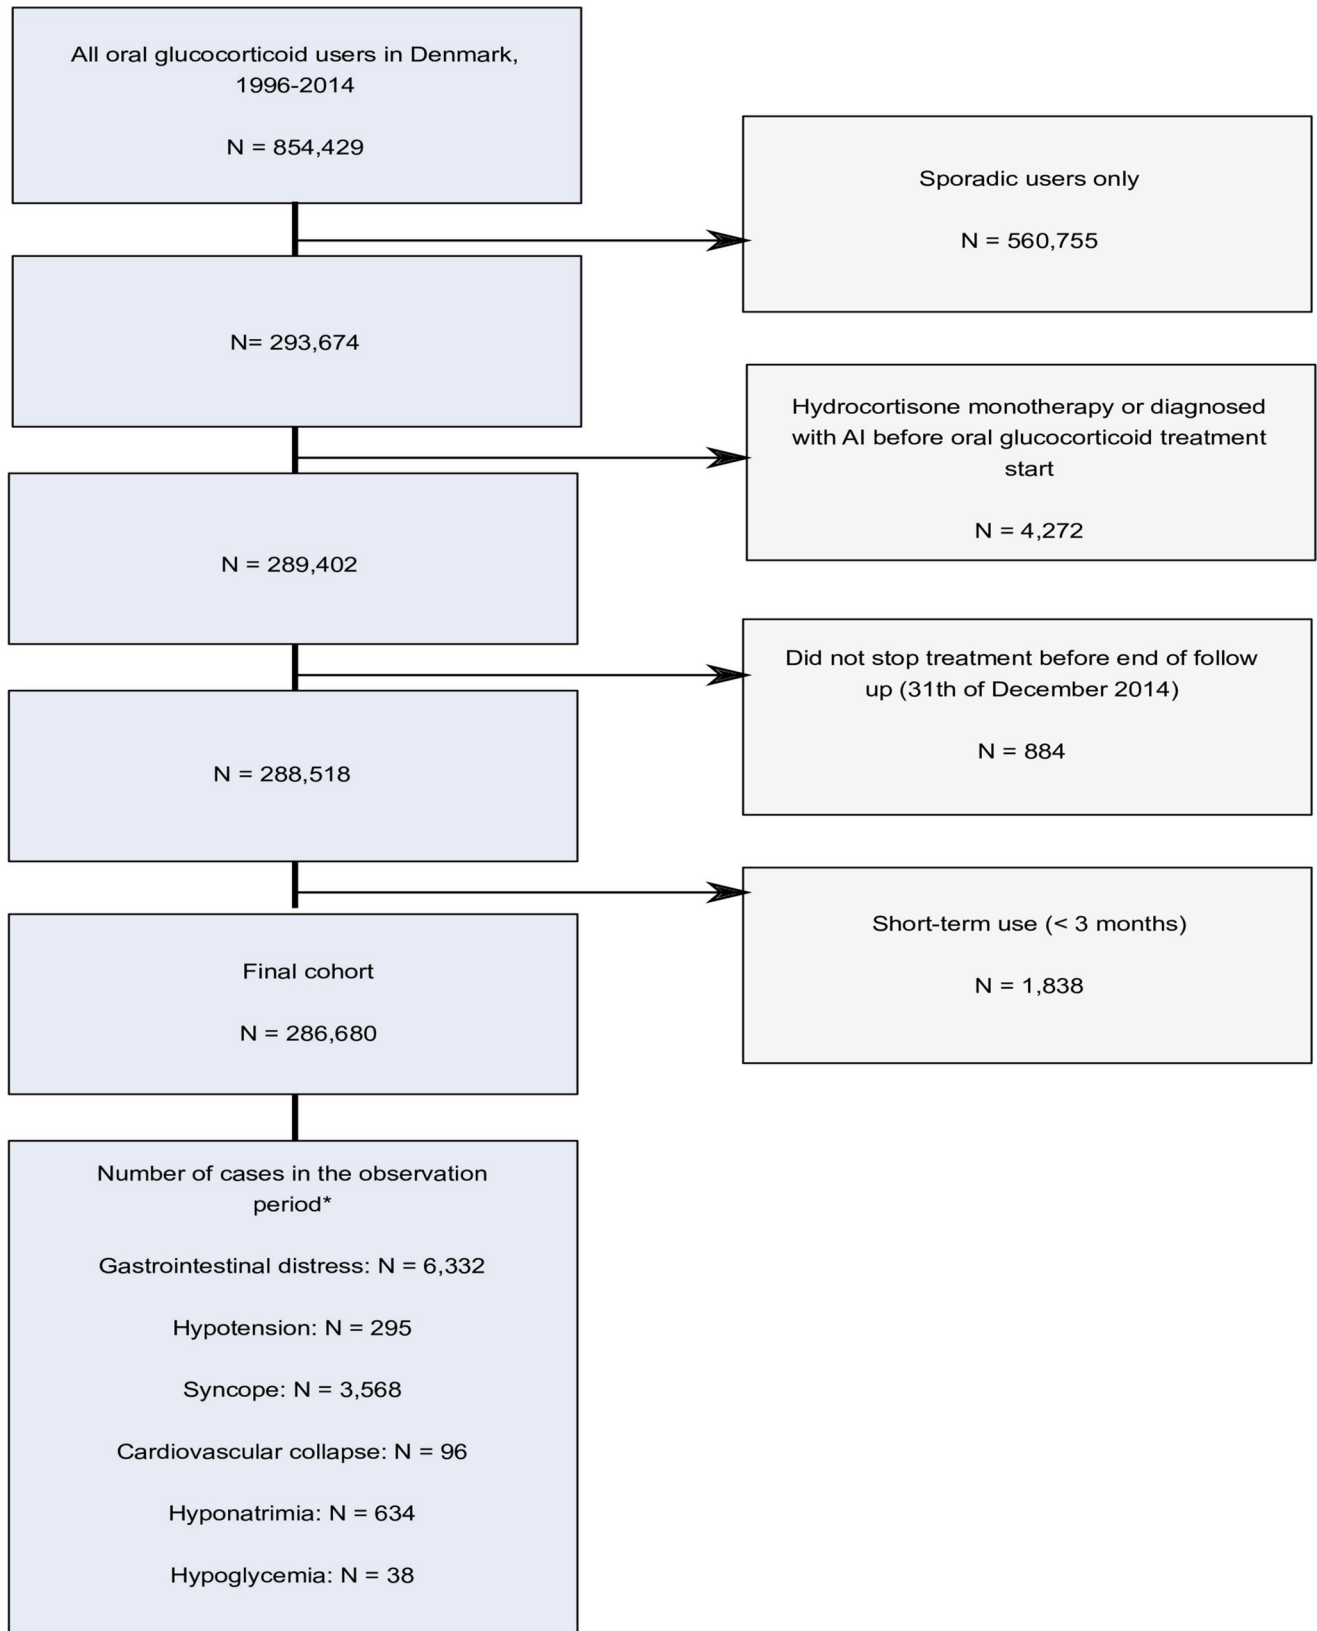 All oral glucocorticoid users in Denmark,
1996-2014
N = 854,429
Sporadic users only
N = 560,755
N= 293,674
Hydrocortisone monotherapy or diagnosed
with AI before oral glucocorticoid treatment
start
N = 4,272
N = 289,402
Did not stop treatment before end of follow
up (31th of December 2014)
N = 884
N = 288,518
Short-term use (< 3 months)
N = 1,838
Final cohort
N = 286,680
Number of cases in the observation
period*
Gastrointestinal distress: N = 6,332
Hypotension: N = 295
Syncope: N = 3,568
Cardiovascular collapse: N = 96
Hyponatrimia: N = 634
Hypoglycemia: N = 38